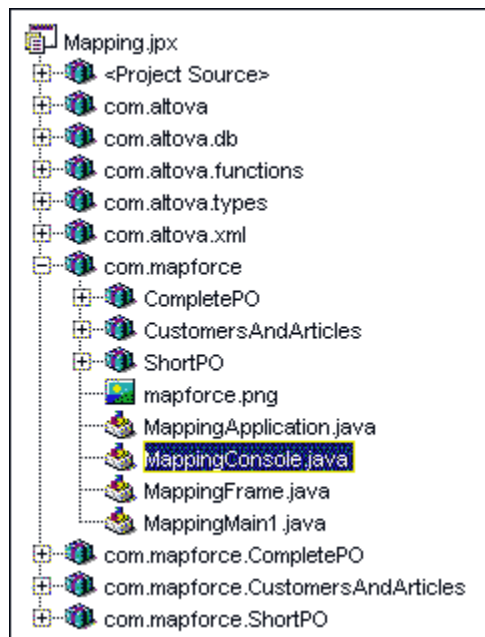 Mapping.jpx
<Project Source>
com.altova
com.altova.db
com.altova.functions
com.altova.types
com.altova.xml
com.mapforce
CompletePO
CustomersAndArticles
ShortPO
mapforce.png
MappingApplication.java
MappingConsole.java
MappingFrame.java
MappingMain1.java
com.mapforce.CompletePO
com.mapforce.CustomersAndArticles
com.mapforce.ShortPO